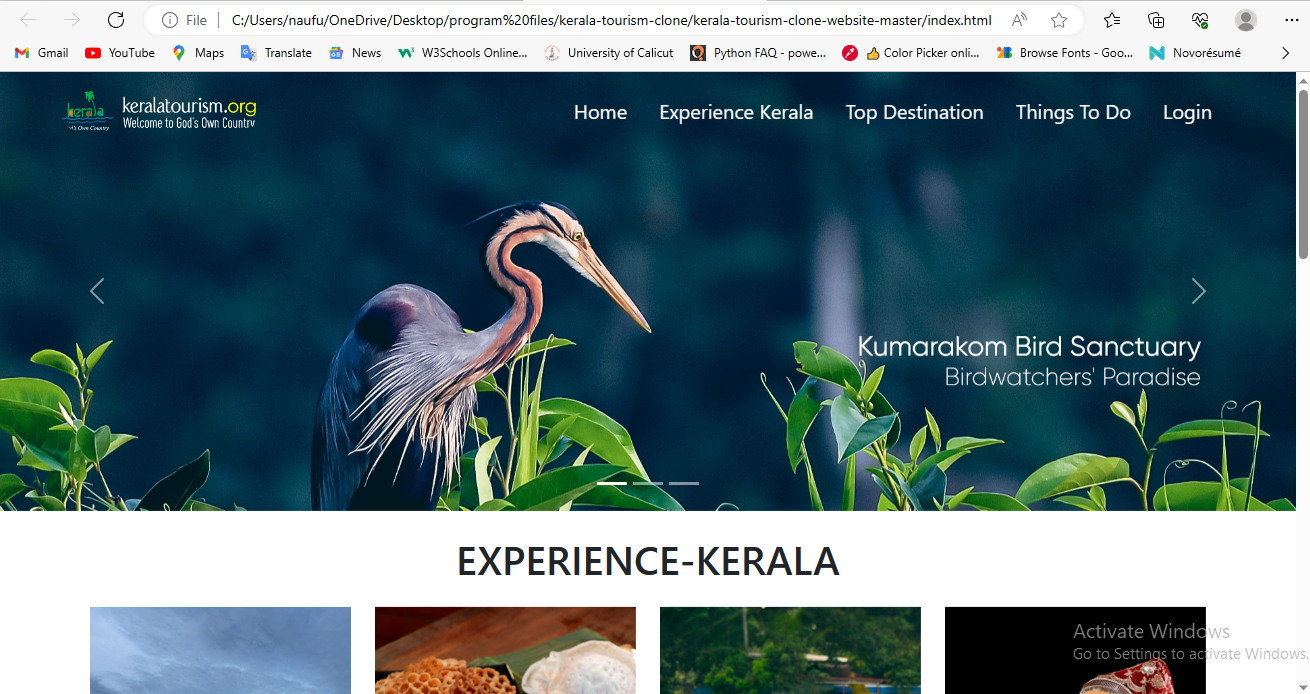 File C:/Users/naufu/OneDrive/Desktop/program%20files/kerala-tourism-clone/kerala-tourism-clone-website-master/index.html
Gmail YouTube Maps Translate News W3Schools Online... University of Calicut Python FAQ - powe... Color Picker onli... Browse Fonts - Goo... Novorésumé
kerala
keralatourism.org
Welcome to God's Own Country
Home Experience Kerala Top Destination Things To Do Login
Kumarakom Bird Sanctuary
Birdwatchers' Paradise
EXPERIENCE-KERALA
Activate Windows
Go to Settings to activate Windows.